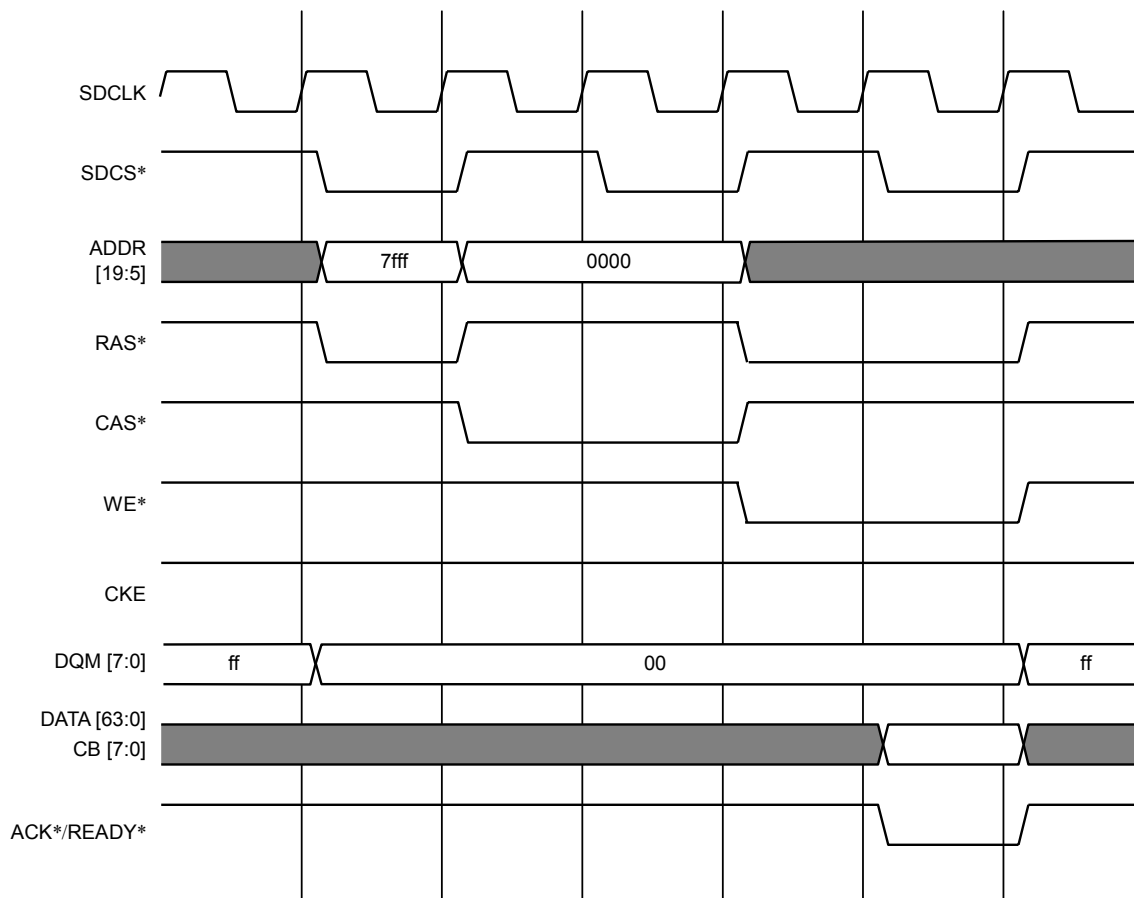 SDCLK
SDCS*
ADDR
[19:5]
7fff
0000
RAS*
CAS*
WE*
CKE
DQM [7:0]
ff
00
ff
DATA [63:0]
CB [7:0]
ACK*/READY*